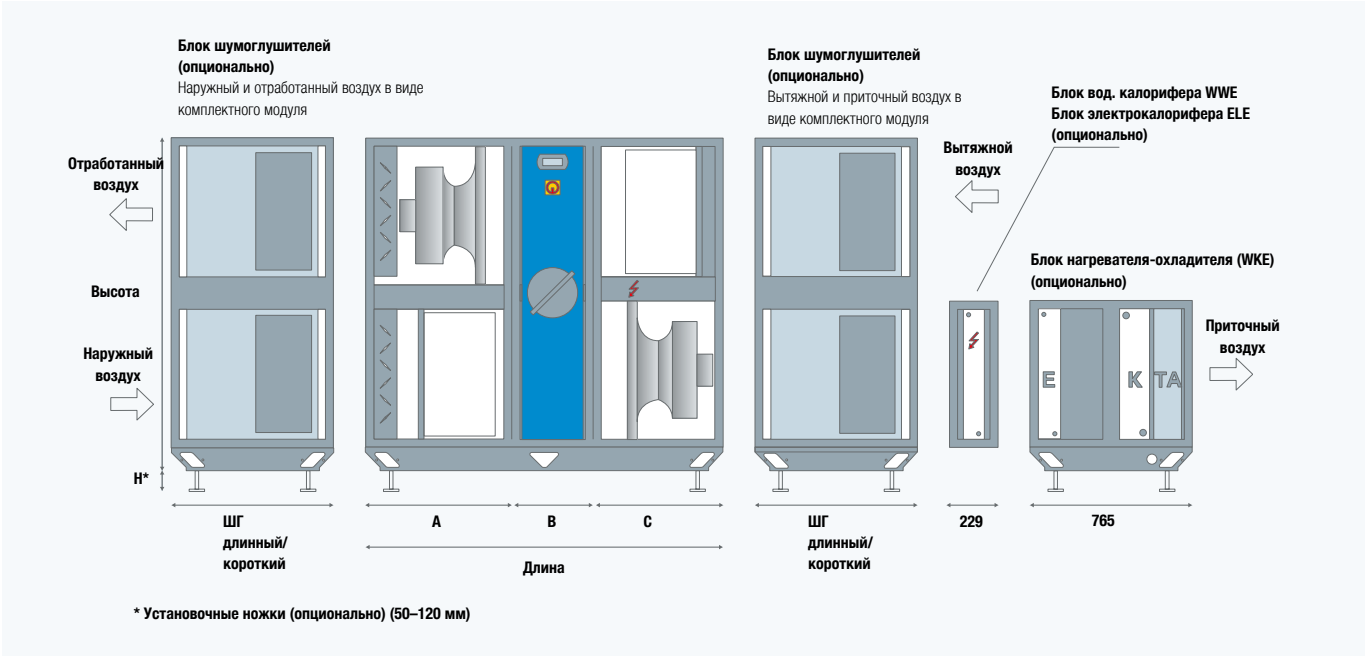 Блок шумоглушителей
(опционально)
Наружный и отработанный воздух в виде
комплектного модуля
Блок шумоглушителей
(опционально)
Вытяжной и приточный воздух в
виде комплектного модуля
Блок вод. калорифера WWE
Блок электрокалорифера ELE
(опционально)
Отработанный
воздух
Вытяжной
воздух
Блок нагревателя-охладителя (WKE)
(опционально)
Высота
Наружный
воздух
Приточный
воздух
E
K
TA
H*
ШГ
длинный/
короткий
A
B
C
Длина
ШГ
длинный/
короткий
229
765
* Установочные ножки (опционально) (50–120 мм)